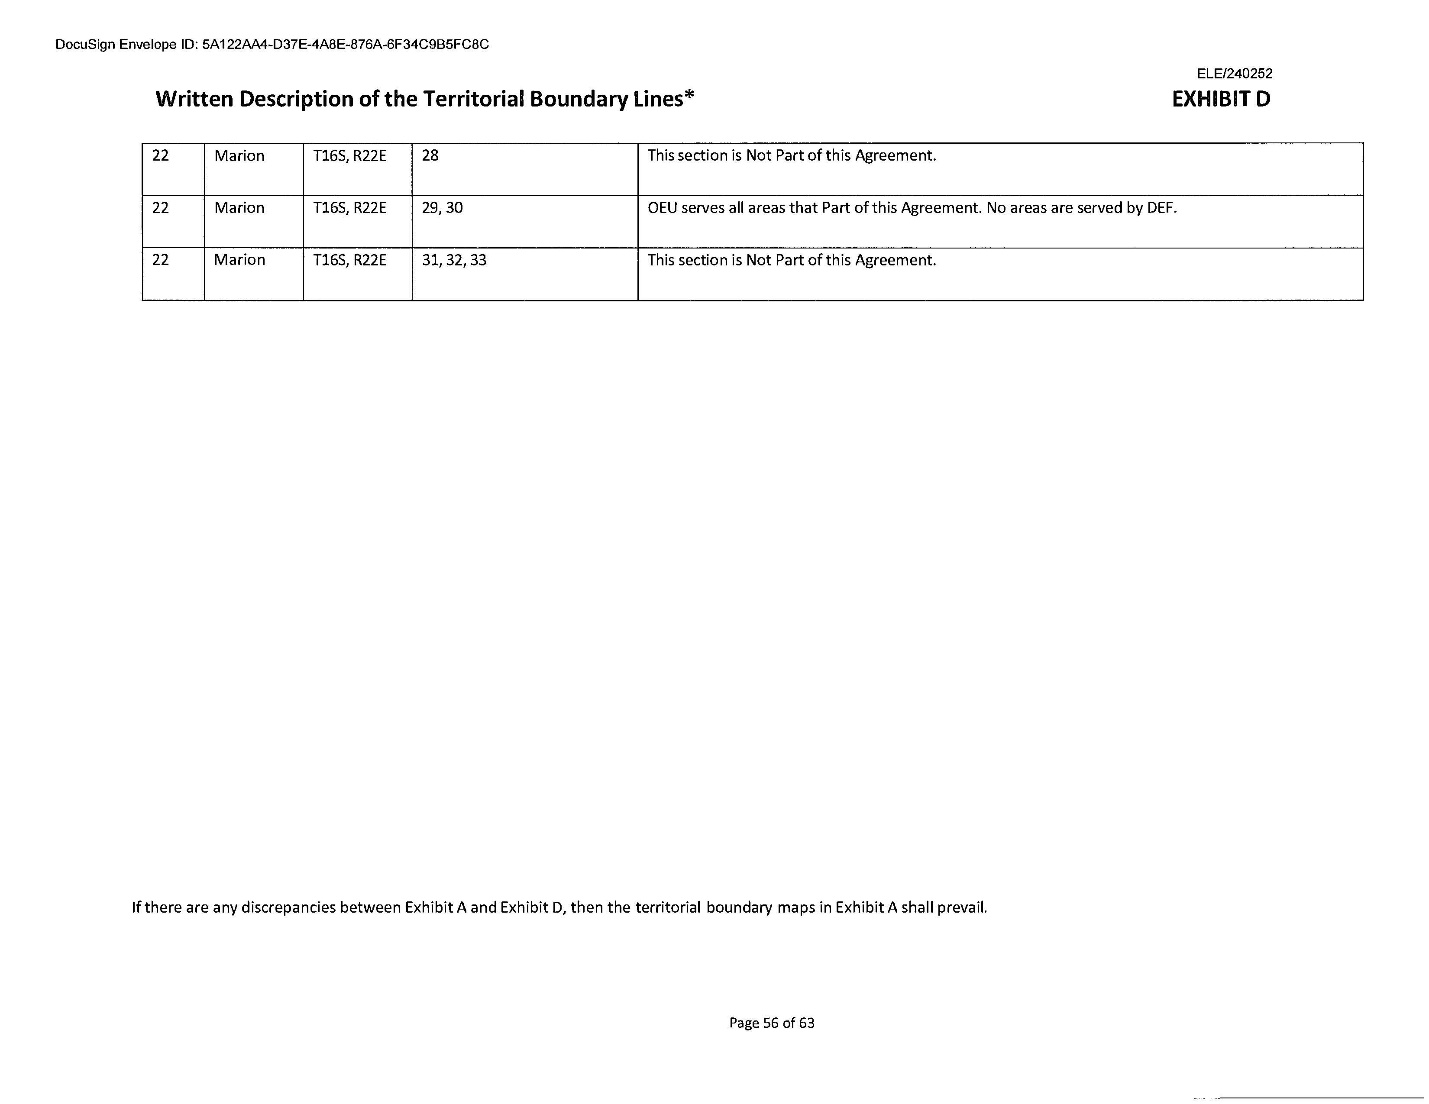 DocuSign Envelope ID: 5A122AA4-D37E-4A8E-876A-6F34C9B5FC8C
ELE/240252
Written Description of the Territorial Boundary Lines* EXHIBIT D
22 Marion T16S, R22E 28 This section is Not Part of this Agreement.
22 Marion T16S, R22E 29, 30 OEU serves all areas that Part of this Agreement. No areas are served by DEF.
22 Marion T16S, R22E 31, 32, 33 This section is Not Part of this Agreement.
If there are any discrepancies between Exhibit A and Exhibit D, then the territorial boundary maps in Exhibit A shall prevail.
Page 56 of 63